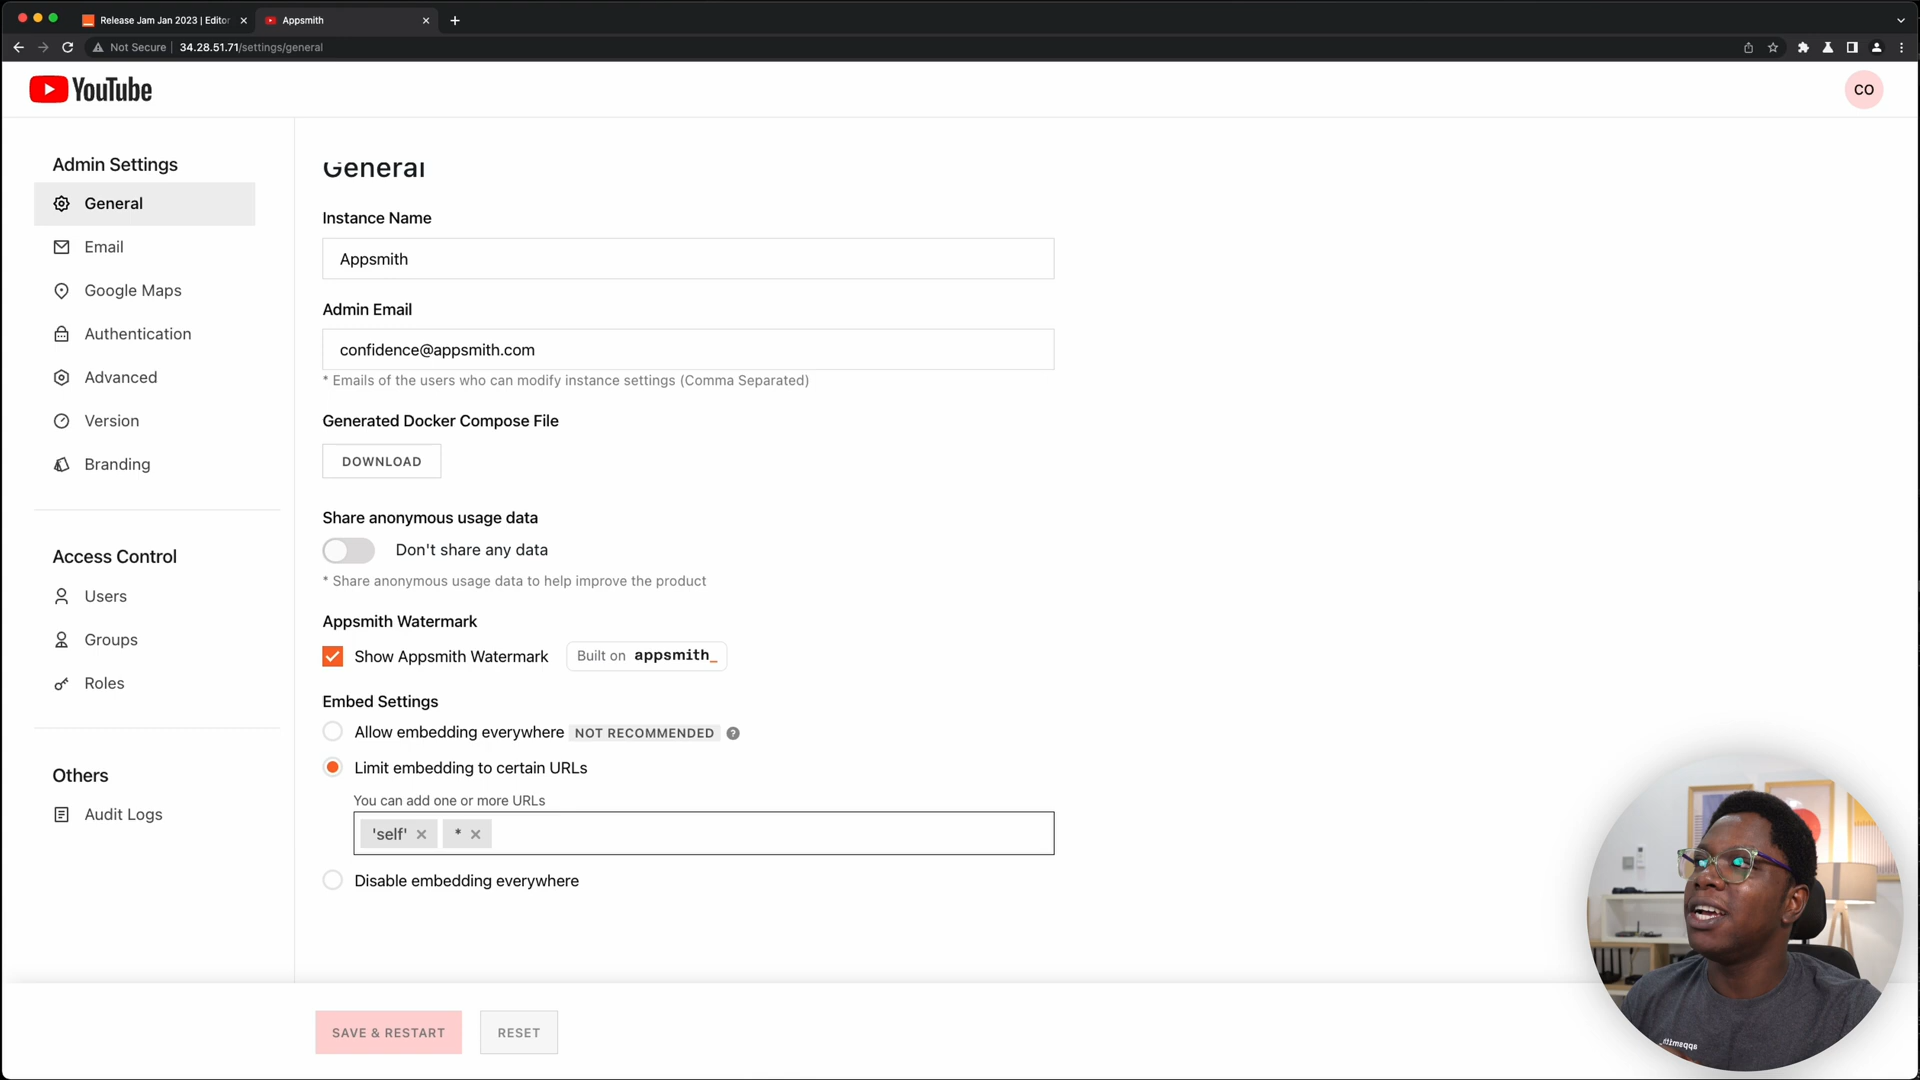 Release Jam Jan 2023 | Editor
Appsmith
Not Secure
34.28.51.71/settings/general
YouTube
CO
Admin Settings
General
Email
Google Maps
Authentication
Advanced
Version
Branding
Access Control
Users
Groups
Roles
Others
Audit Logs
General
Instance Name
Appsmith
Admin Email
confidence@appsmith.com
* Emails of the users who can modify instance settings (Comma Separated)
Generated Docker Compose File
DOWNLOAD
Share anonymous usage data
Don't share any data
* Share anonymous usage data to help improve the product
Appsmith Watermark
Show Appsmith Watermark
Built on appsmith_
Embed Settings
Allow embedding everywhere NOT RECOMMENDED ?
Limit embedding to certain URLs
You can add one or more URLs
'self' *
Disable embedding everywhere
SAVE & RESTART
RESET
appsmith_